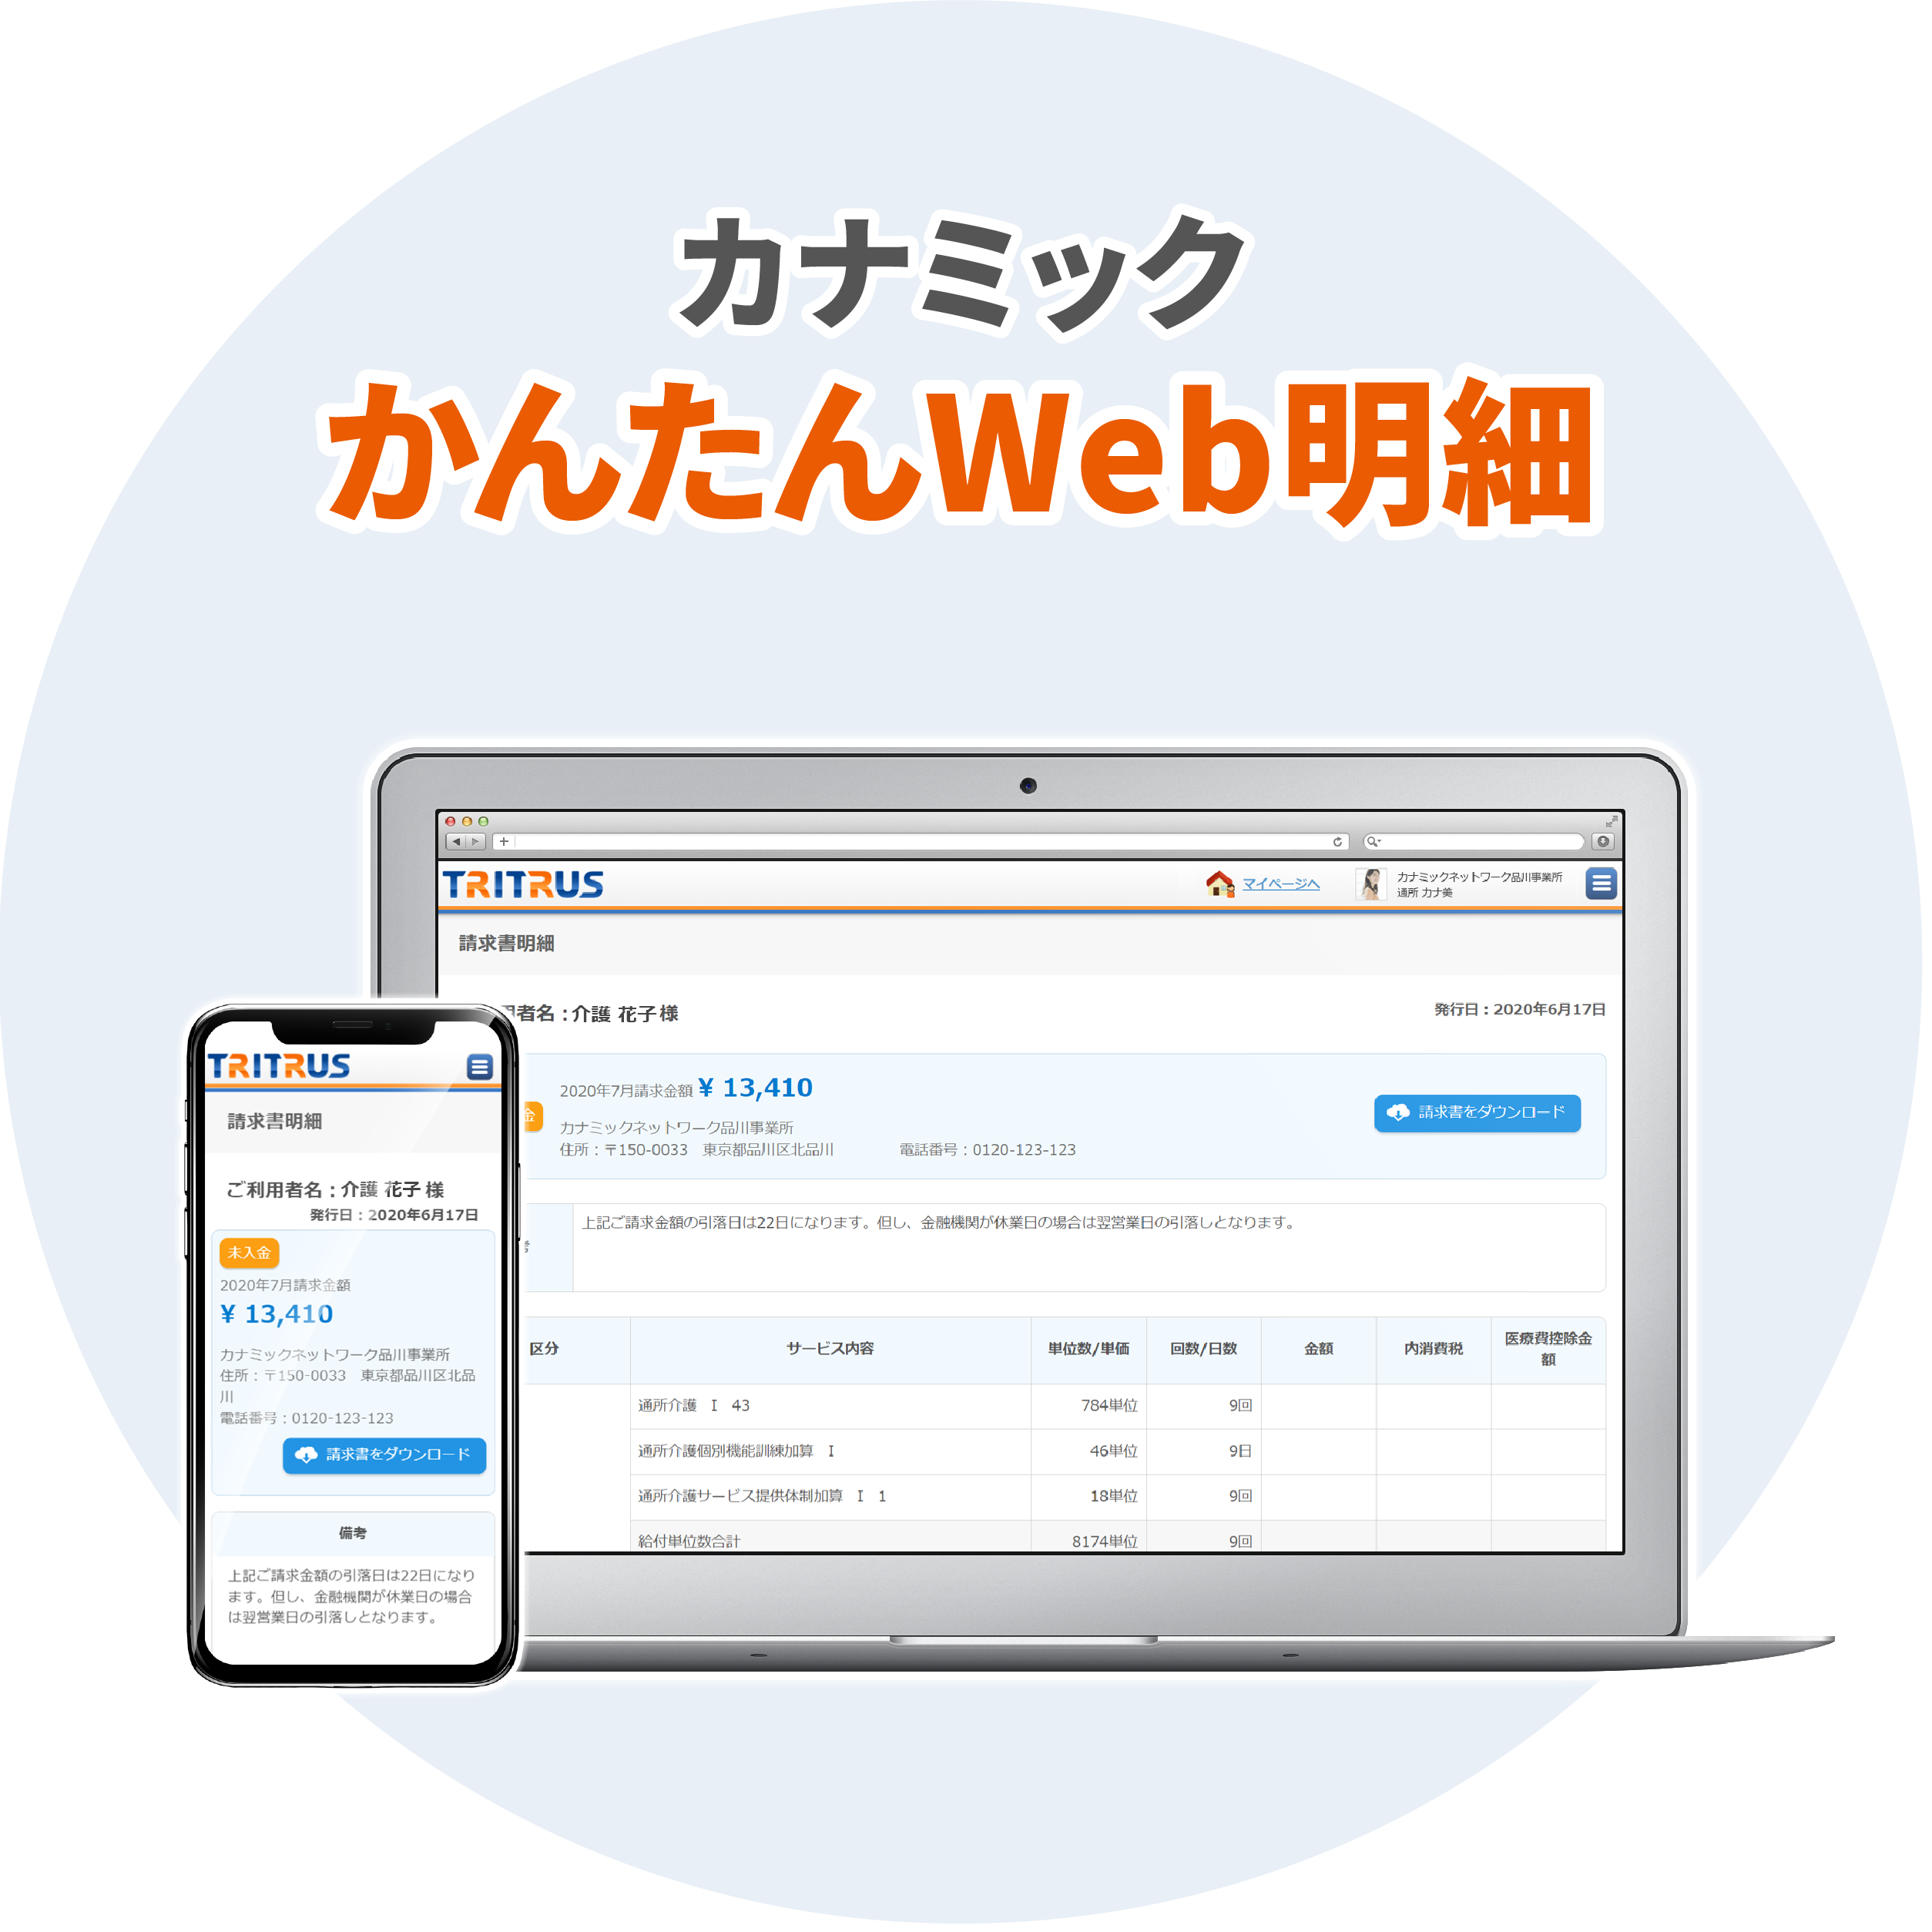 カナミック
かんたんWeb明細
TRITRUS
マイページへ
カナミックネットワーク品川事業所
通所 カナ美
請求書明細
用者名：介護 花子 様
発行日：2020年6月17日
金
2020年7月請求金額 ¥ 13,410
カナミックネットワーク品川事業所
住所：〒150-0033　東京都品川区北品川
電話番号：0120-123-123
請求書をダウンロード
上記ご請求金額の引落日は22日になります。但し、金融機関が休業日の場合は翌営業日の引落しとなります。
区分 サービス内容 単位数/単価 回数/日数 金額 内消費税 医療費控除金
額
通所介護　Ｉ　43 784単位 9回
通所介護個別機能訓練加算　Ｉ 46単位 9日
通所介護サービス提供体制加算　Ｉ　1 18単位 9回
給付単位数合計 8174単位 9回
TRITRUS
請求書明細
ご利用者名：介護 花子 様
発行日：2020年6月17日
未入金
2020年7月請求金額
¥ 13,410
カナミックネットワーク品川事業所
住所：〒150-0033　東京都品川区北品
川
電話番号：0120-123-123
請求書をダウンロード
備考
上記ご請求金額の引落日は22日になり
ます。但し、金融機関が休業日の場合
は翌営業日の引落しとなります。